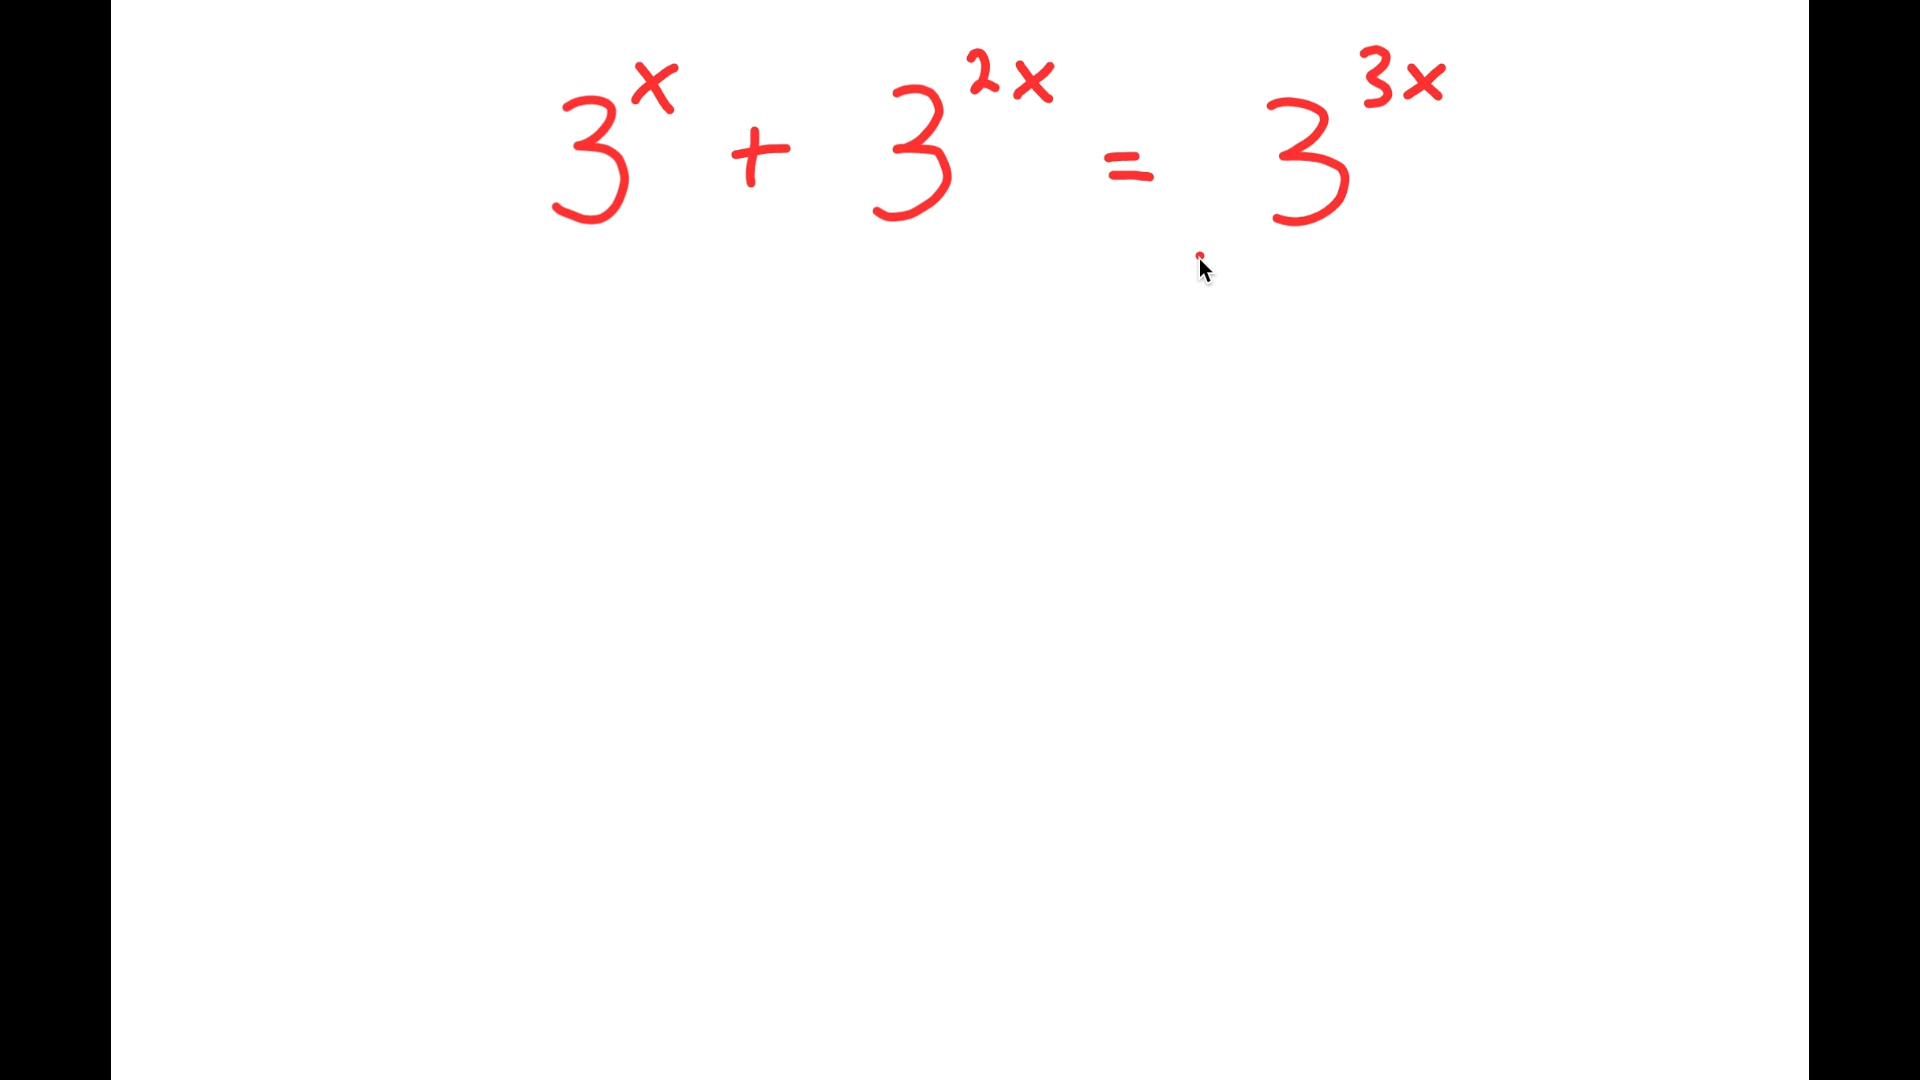 3^x + 3^{2x} = 3^{3x}